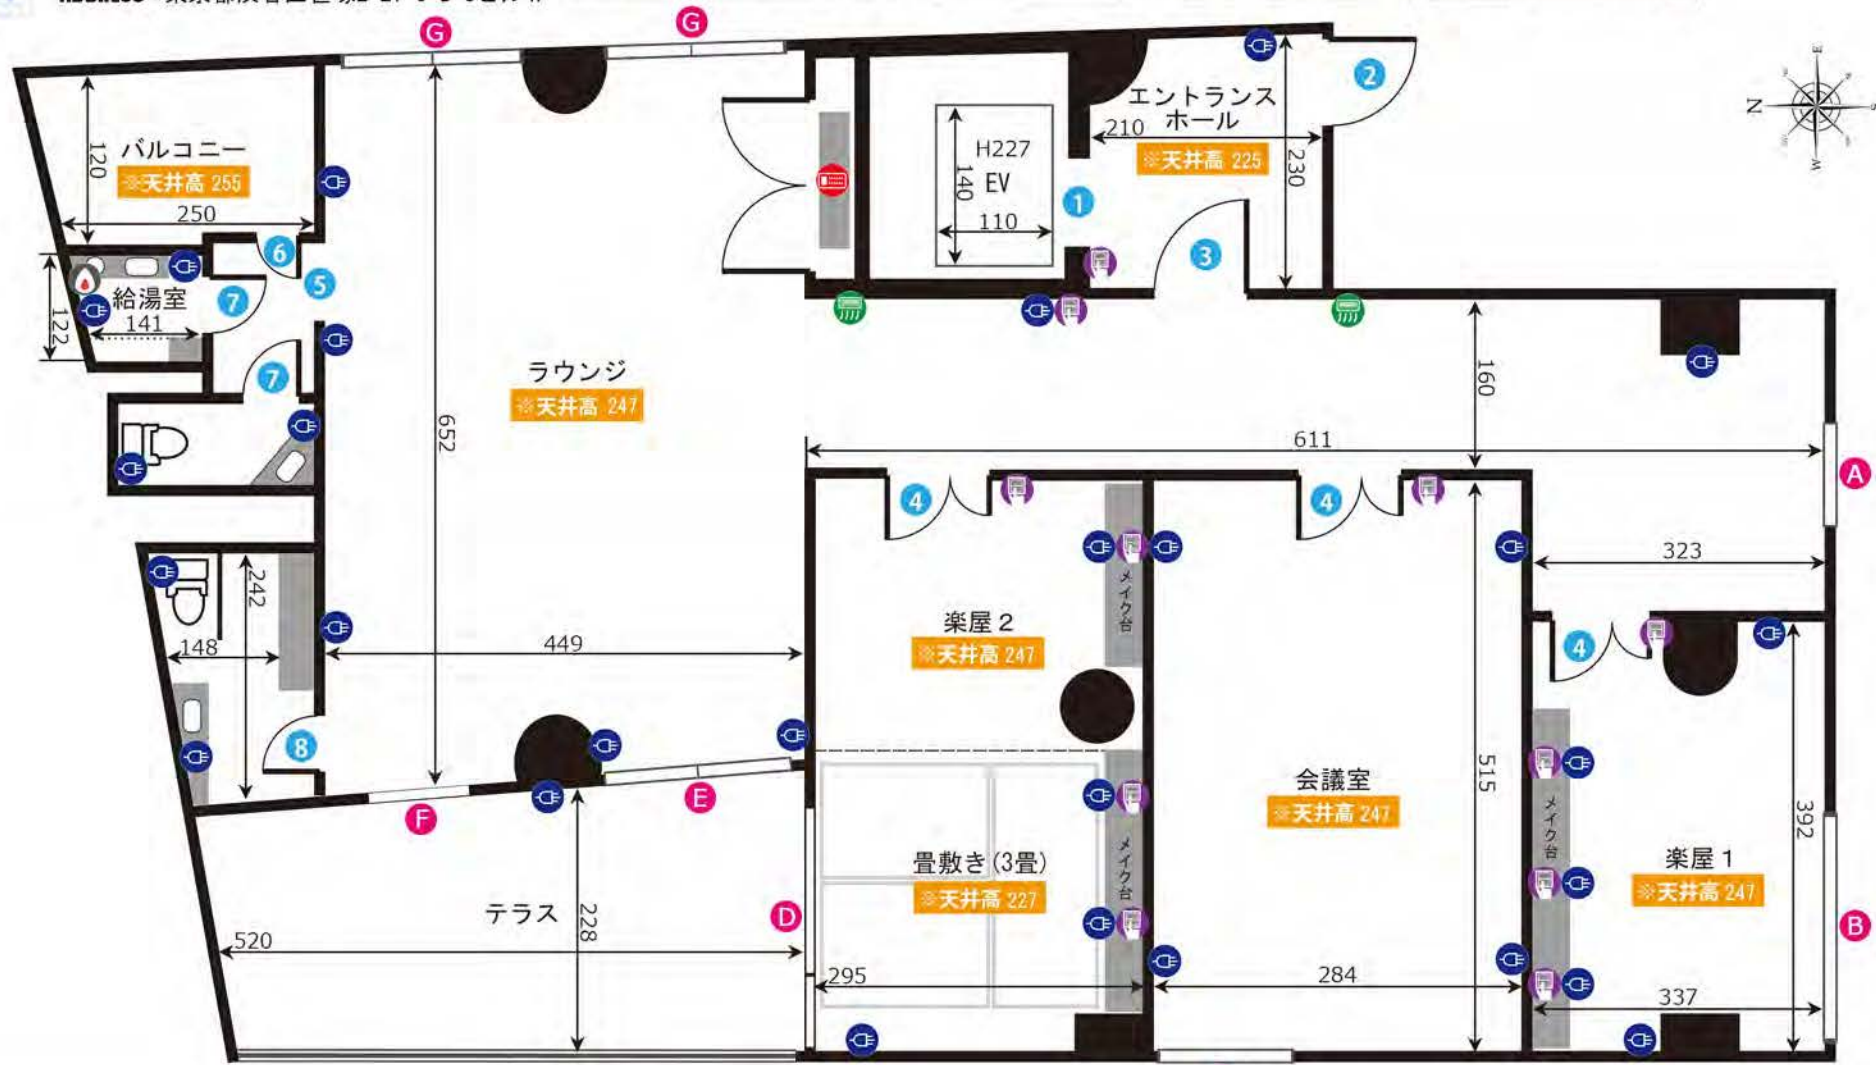 G
G
2
エントランス
ホール
210
※天井高 225
230
E
N
S
W
バルコニー
※天井高 255
120
250
H227
EV
140
110
1
3
6
5
7
給湯室
141
122
7
ラウンジ
※天井高 247
652
160
611
A
4
4
323
242
148
449
楽屋2
※天井高 247
メイク台
4
8
会議室
※天井高 247
515
メイク台
392
楽屋1
※天井高 247
F
E
畳敷き(3畳)
※天井高 227
メイク台
テラス
228
D
B
520
295
284
337